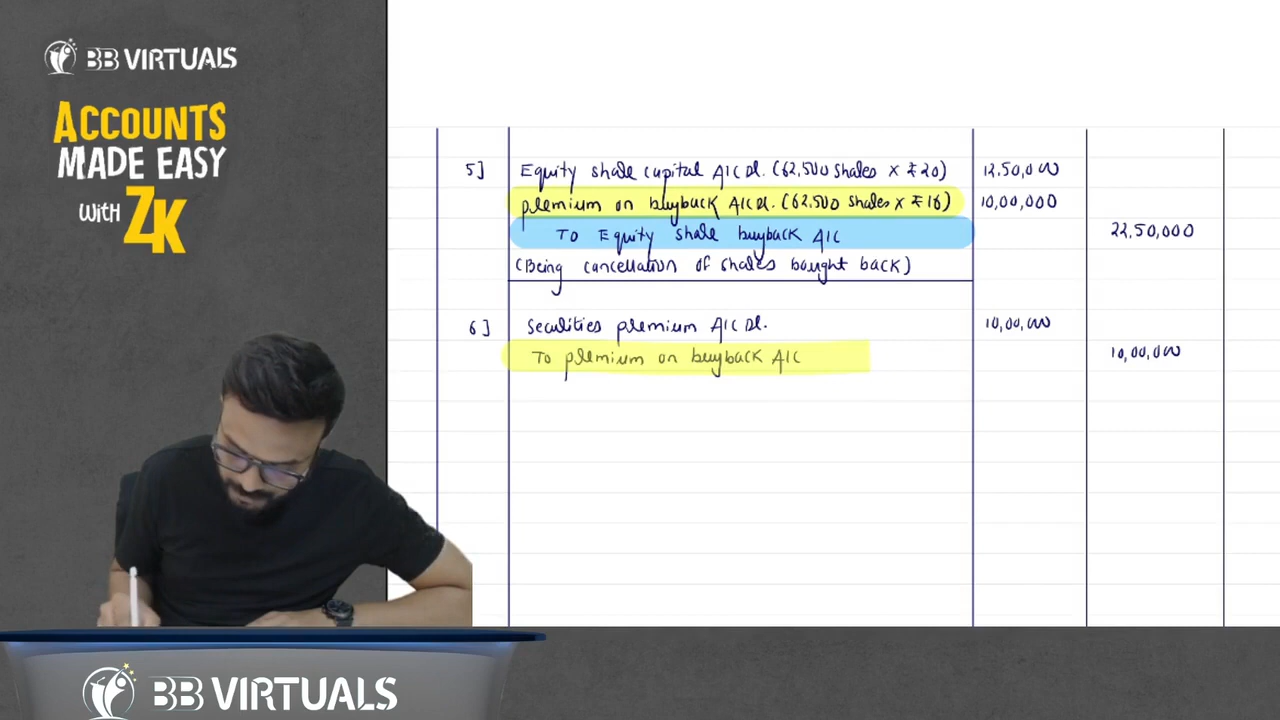 BB VIRTUALS
ACCOUNTS
MADE EASY
WITH ZK
5] Equity share capital A/C Dr. (62,500 shares x ₹20) 12,50,000
premium on buyback A/C Dr. (62,500 shares x ₹16) 10,00,000
To Equity share buyback A/C 22,50,000
(Being cancellation of shares bought back)
6] Securities premium A/C Dr. 10,00,000
To premium on buyback A/C 10,00,000
BB VIRTUALS